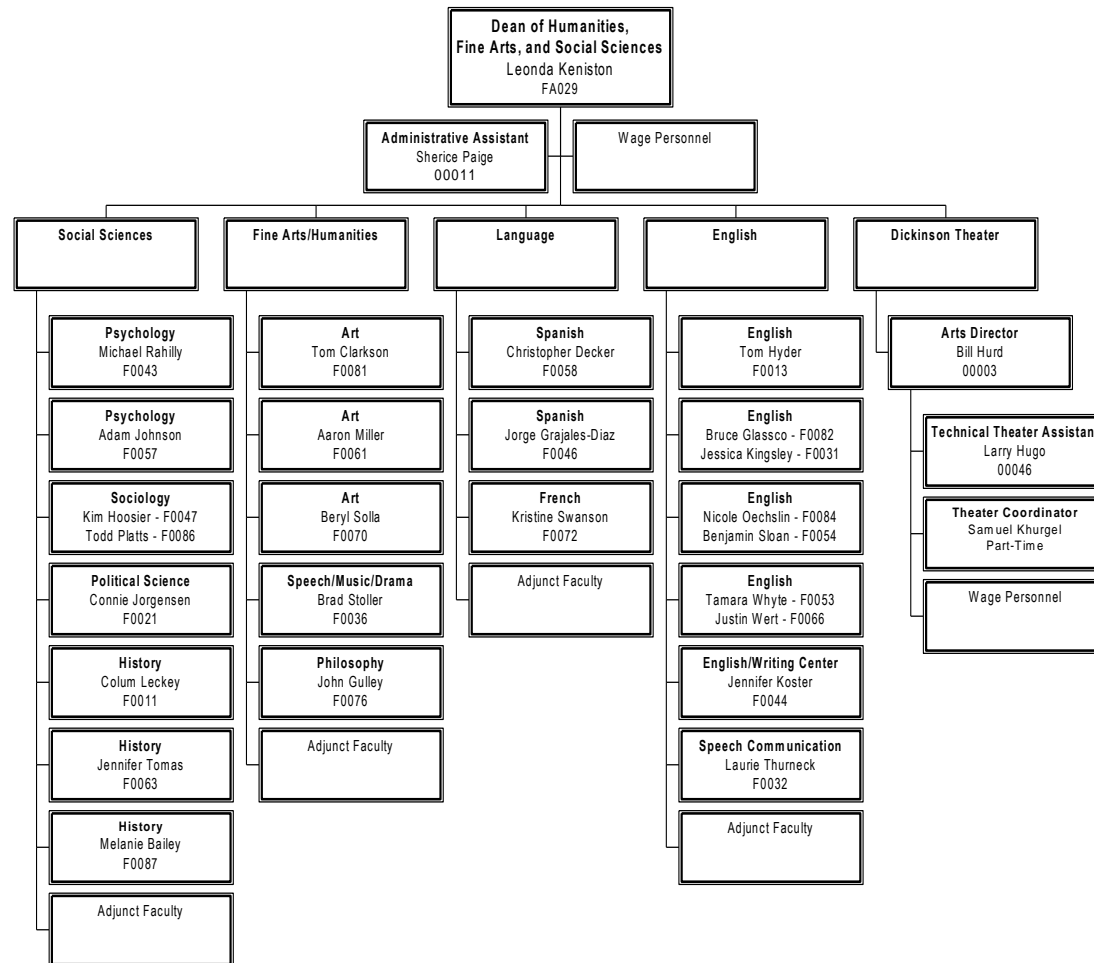 Dean of Humanities,
Fine Arts, and Social Sciences
Leonda Keniston
FA029
Administrative Assistant
Sherice Paige
00011
Wage Personnel
Social Sciences
Fine Arts/Humanities
Language
English
Dickinson Theater
Psychology
Michael Rahilly
F0043
Psychology
Adam Johnson
F0057
Sociology
Kim Hoosier - F0047
Todd Platts - F0086
Political Science
Connie Jorgensen
F0021
History
Colum Leckey
F0011
History
Jennifer Tomas
F0063
History
Melanie Bailey
F0087
Adjunct Faculty
Art
Tom Clarkson
F0081
Art
Aaron Miller
F0061
Art
Beryl Solla
F0070
Speech/Music/Drama
Brad Stoller
F0036
Philosophy
John Gulley
F0076
Adjunct Faculty
Spanish
Christopher Decker
F0058
Spanish
Jorge Grajales-Diaz
F0046
French
Kristine Swanson
F0072
Adjunct Faculty
English
Tom Hyder
F0013
English
Bruce Glassco - F0082
Jessica Kingsley - F0031
English
Nicole Oechslin - F0084
Benjamin Sloan - F0054
English
Tamara Whyte - F0053
Justin Wert - F0066
English/Writing Center
Jennifer Koster
F0044
Speech Communication
Laurie Thurneck
F0032
Adjunct Faculty
Arts Director
Bill Hurd
00003
Technical Theater Assistan
Larry Hugo
00046
Theater Coordinator
Samuel Khurgel
Part-Time
Wage Personnel